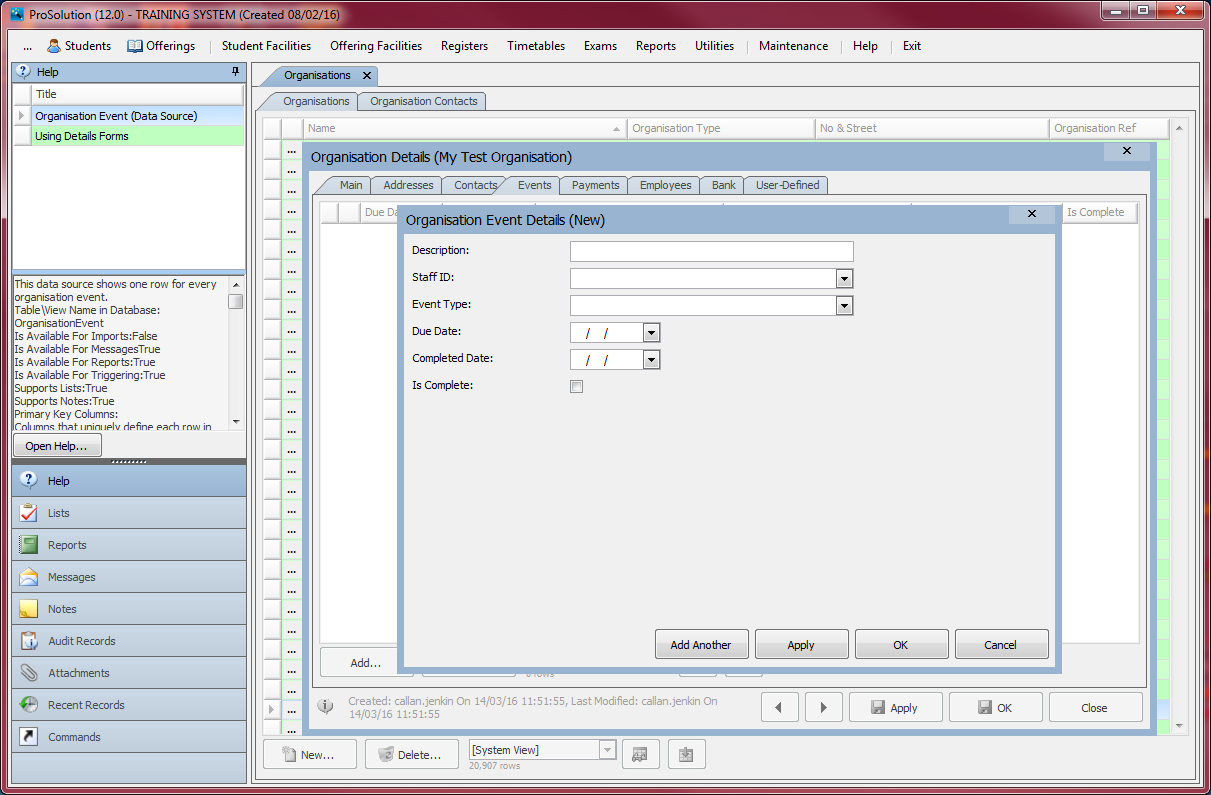 ProSolution (12.0) - TRAINING SYSTEM (Created 08/02/16)
... Students Offerings Student Facilities Offering Facilities Registers Timetables Exams Reports Utilities Maintenance Help Exit
Help
Title
Organisation Event (Data Source)
Using Details Forms
This data source shows one row for every
organisation event.
Table\View Name in Database:
OrganisationEvent
Is Available For Imports:False
Is Available For MessagesTrue
Is Available For Reports:True
Is Available For Triggering:True
Supports Lists:True
Supports Notes:True
Primary Key Columns:
Columns that uniquely define each row in
Open Help...
Help
Lists
Reports
Messages
Notes
Audit Records
Attachments
Recent Records
Commands
Organisations
Organisations Organisation Contacts
Name Organisation Type No & Street Organisation Ref
Organisation Details (My Test Organisation)
Main Addresses Contacts Events Payments Employees Bank User-Defined
Due Da Is Complete
Organisation Event Details (New)
Description:
Staff ID:
Event Type:
Due Date: / /
Completed Date: / /
Is Complete:
Add Another Apply OK Cancel
Add...
0 rows
Created: callan.jenkin On 14/03/16 11:51:55, Last Modified: callan.jenkin On
14/03/16 11:51:55
Apply OK Close
New... Delete... [System View]
20,907 rows